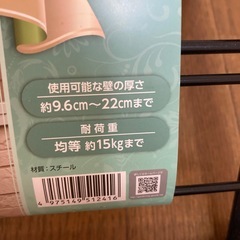 使用可能な壁の厚さ
約9.6cm〜22cmまで
耐荷重
均等 約15kgまで
材質：スチール
4 975149 512416